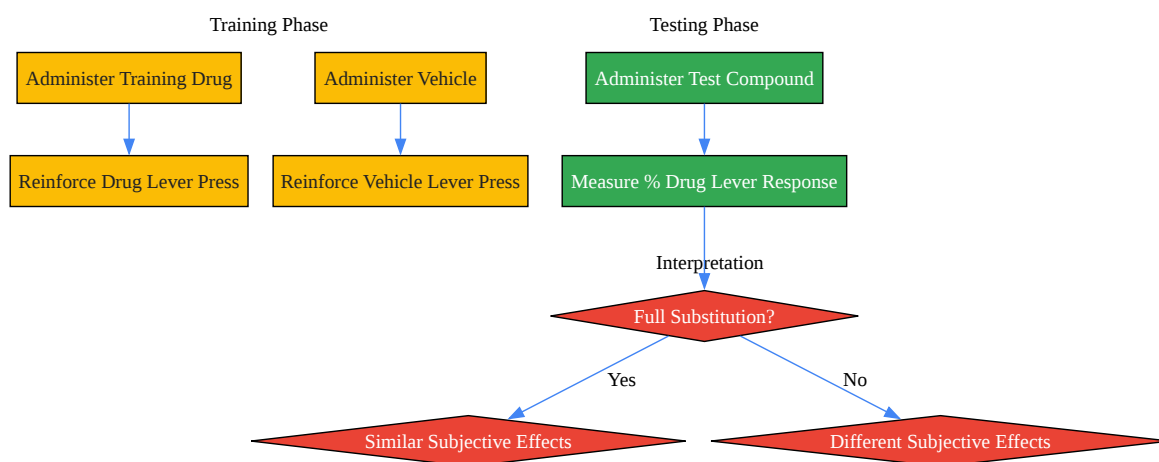 Training Phase
Testing Phase
Administer Training Drug
Administer Vehicle
Administer Test Compound
Reinforce Drug Lever Press
Reinforce Vehicle Lever Press
Measure % Drug Lever Response
Interpretation
Full Substitution?
Yes
No
Similar Subjective Effects
Different Subjective Effects